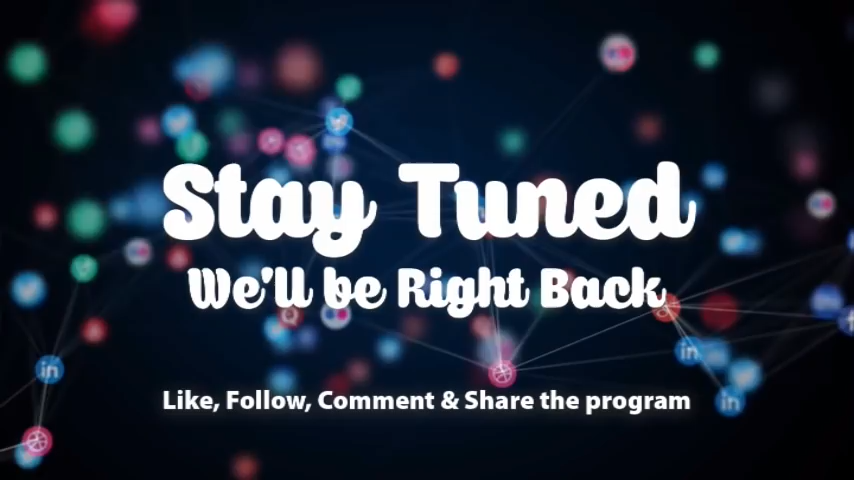 Stay Tuned
We'll be Right Back
Like, Follow, Comment & Share the program